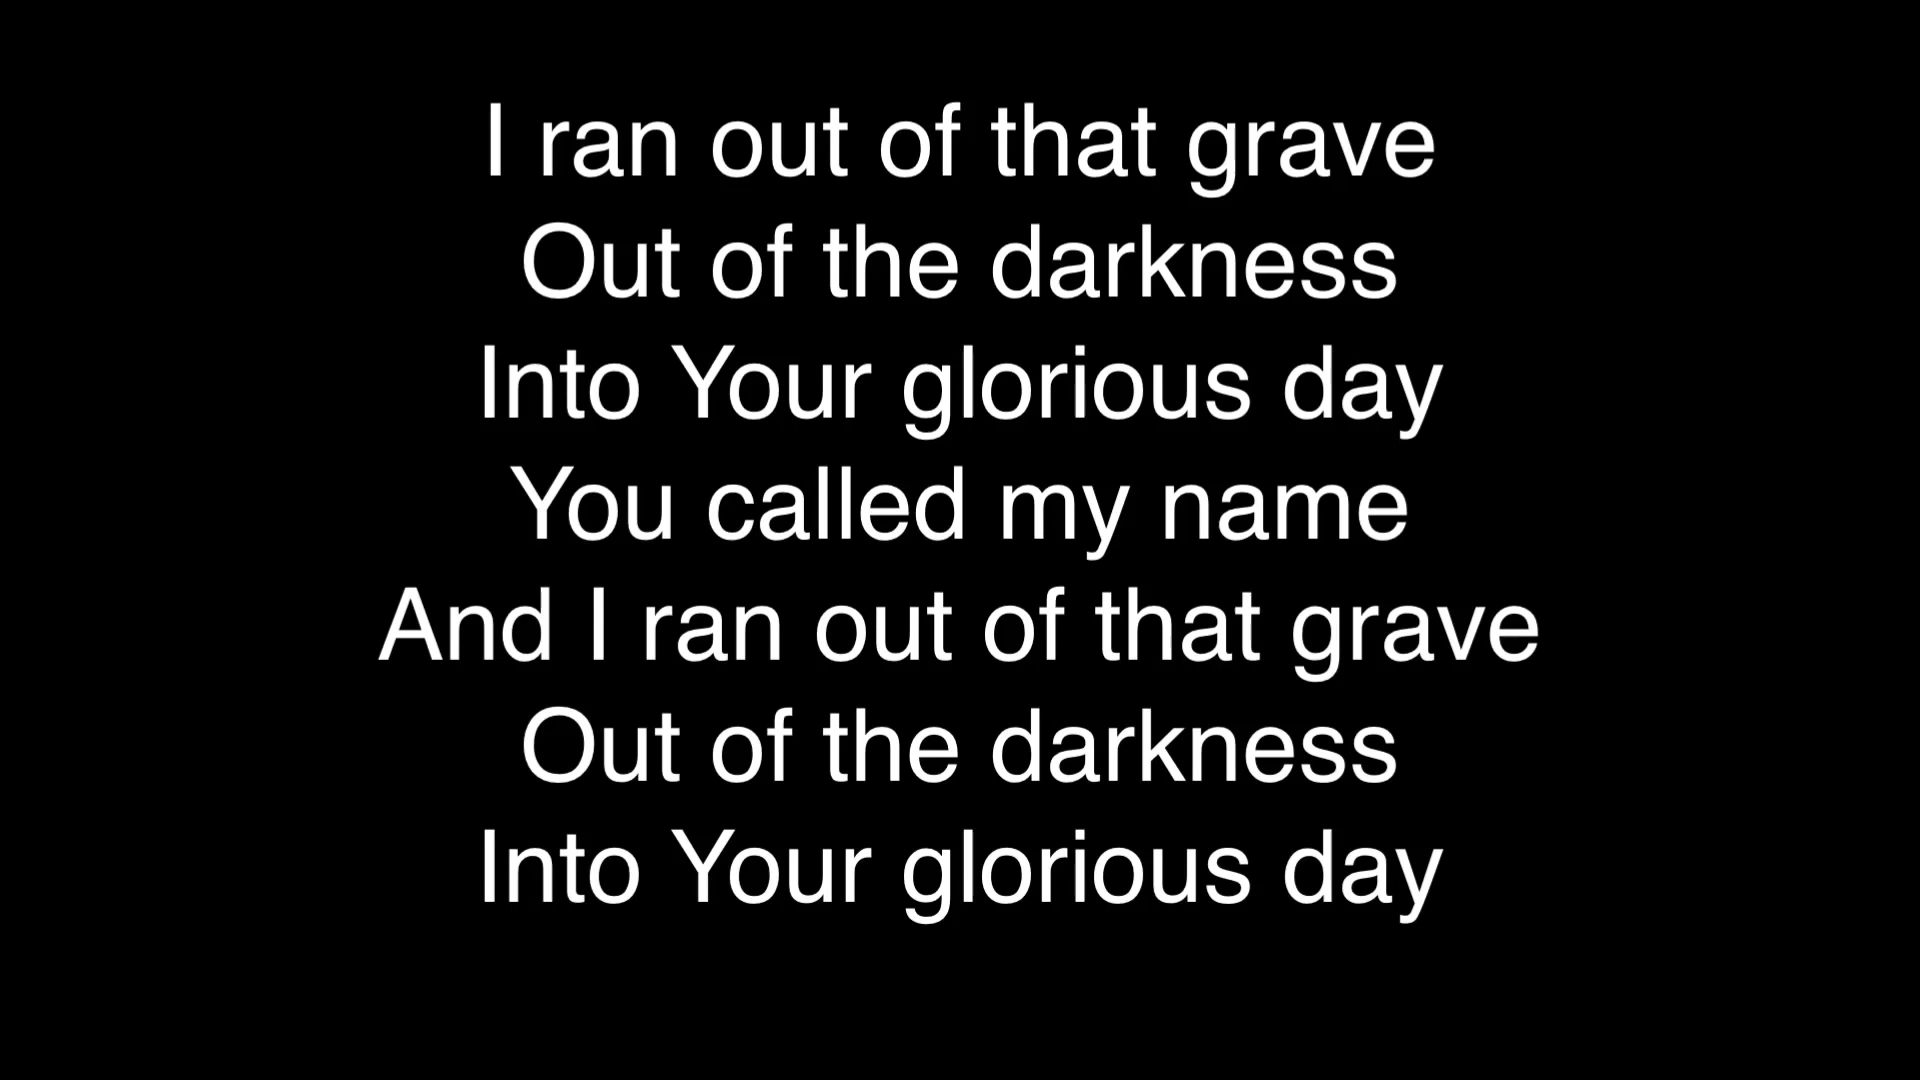 I ran out of that grave
Out of the darkness
Into Your glorious day
You called my name
And I ran out of that grave
Out of the darkness
Into Your glorious day